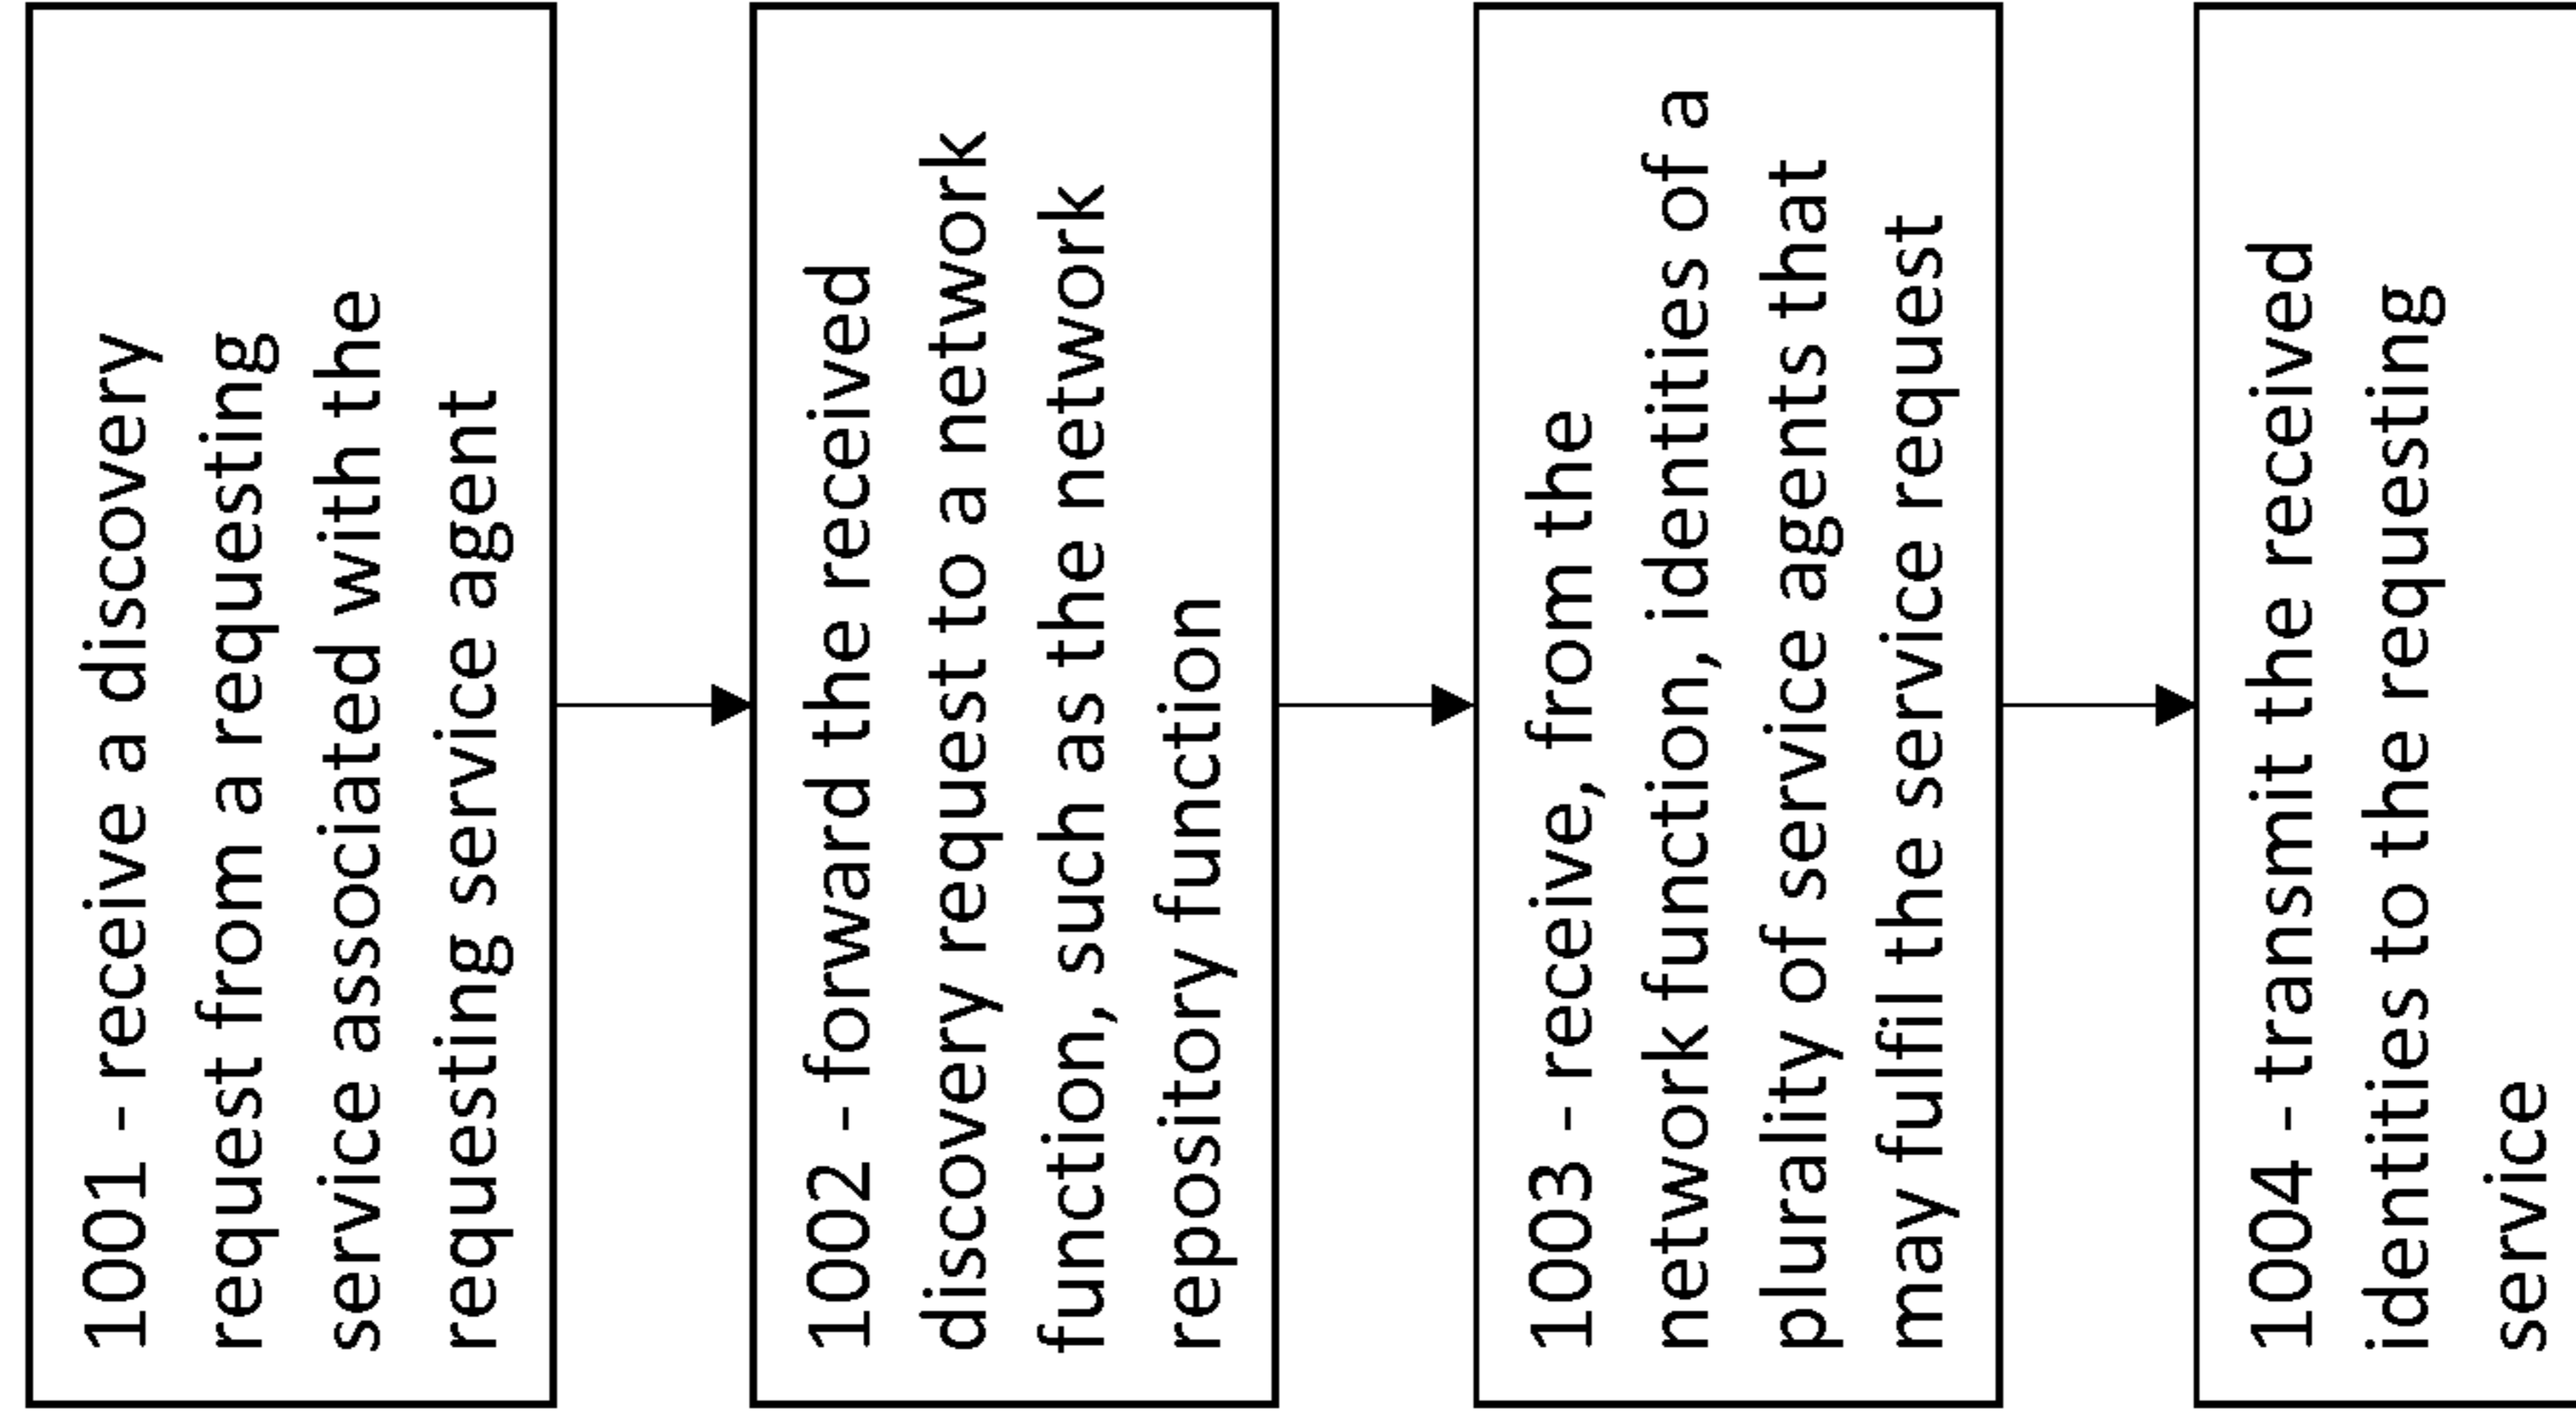 1001 - receive a discovery
request from a requesting
service associated with the
requesting service agent
1002 - forward the received
discovery request to a network
function, such as the network
repository function
1003 - receive, from the
network function, identities of a
plurality of service agents that
may fulfil the service request
1004 - transmit the received
identities to the requesting
service